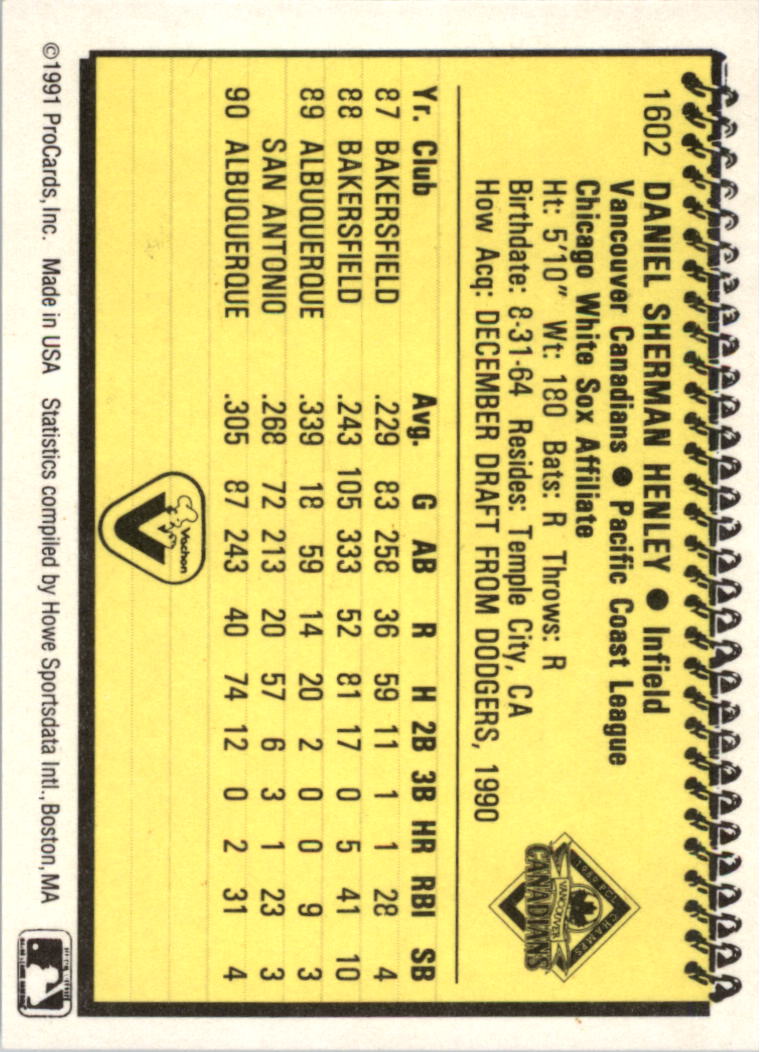 1602 DANIEL SHERMAN HENLEY ● Infield
Vancouver Canadians ● Pacific Coast League
Chicago White Sox Affiliate
Ht: 5'10" Wt: 180 Bats: R Throws: R
Birthdate: 8-31-64 Resides: Temple City, CA
How Acq: DECEMBER DRAFT FROM DODGERS, 1990
1989 PCL CHAMPS
VANCOUVER
CANADIANS
Yr. Club Avg. G AB R H 2B 3B HR RBI SB
87 BAKERSFIELD .229 83 258 36 59 11 1 1 28 4
88 BAKERSFIELD .243 105 333 52 81 17 0 5 41 10
89 ALBUQUERQUE .339 18 59 14 20 2 0 0 9 3
SAN ANTONIO .268 72 213 20 57 6 3 1 23 3
90 ALBUQUERQUE .305 87 243 40 74 12 0 2 31 4
Vachon
V
©1991 ProCards, Inc. Made in USA Statistics compiled by Howe Sportsdata Intl., Boston, MA